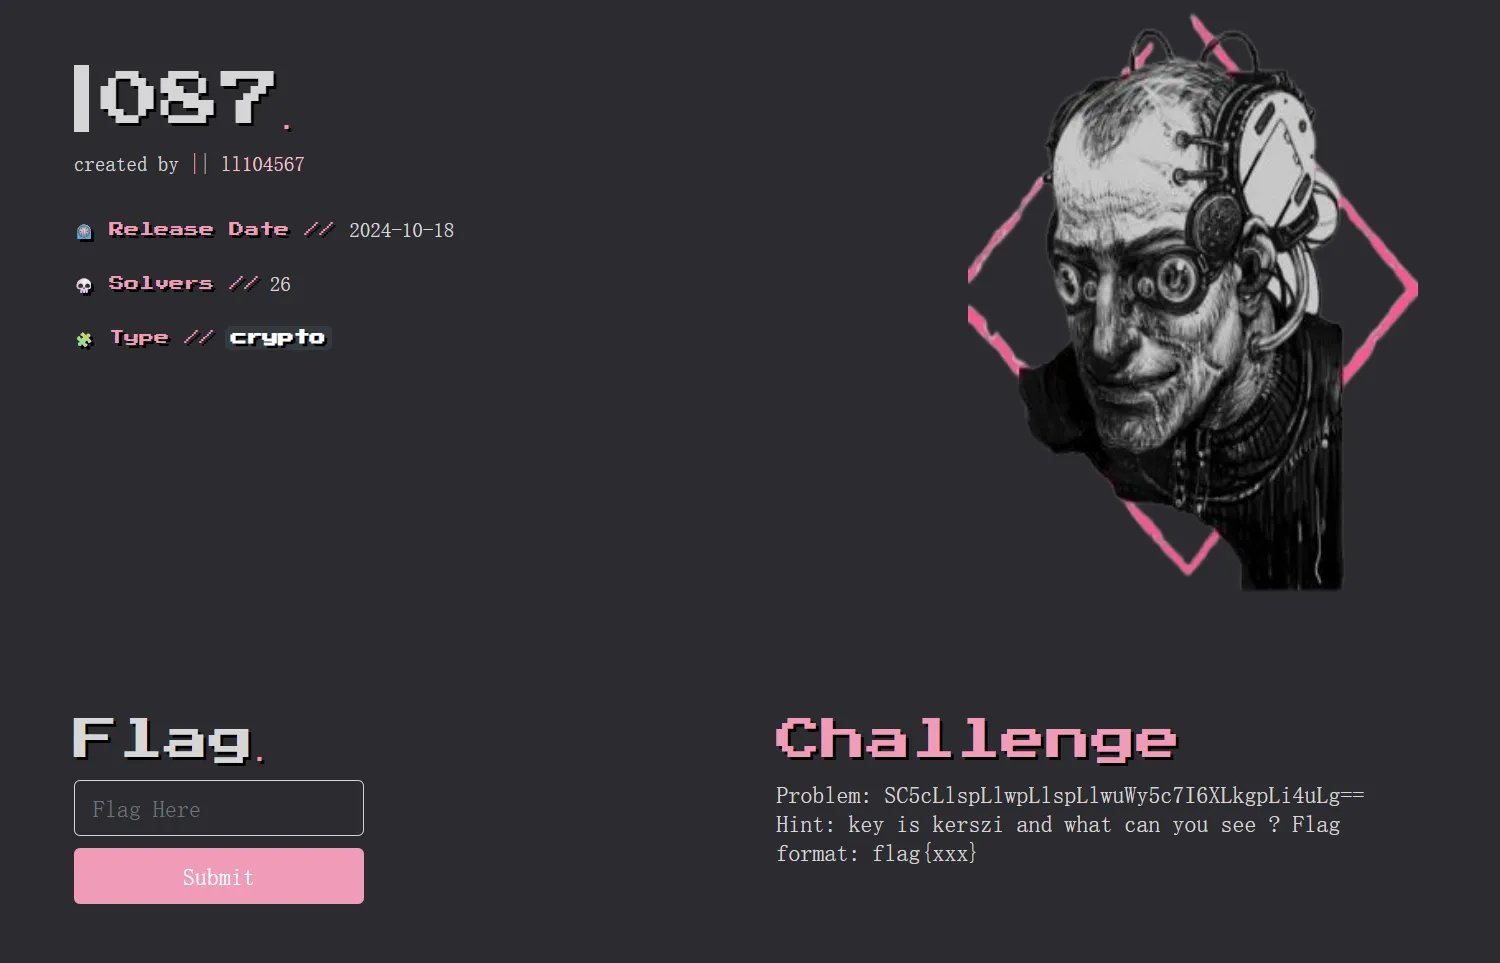 087.
created by || ll104567
Release Date // 2024-10-18
Solvers // 26
Type // crypto
Flag.
Flag Here
Submit
Challenge
Problem: SC5cLlspLlwpLlspLlwuWy5c7I6XLkgpLi4uLg==
Hint: key is kerszi and what can you see ? Flag
format: flag{xxx}